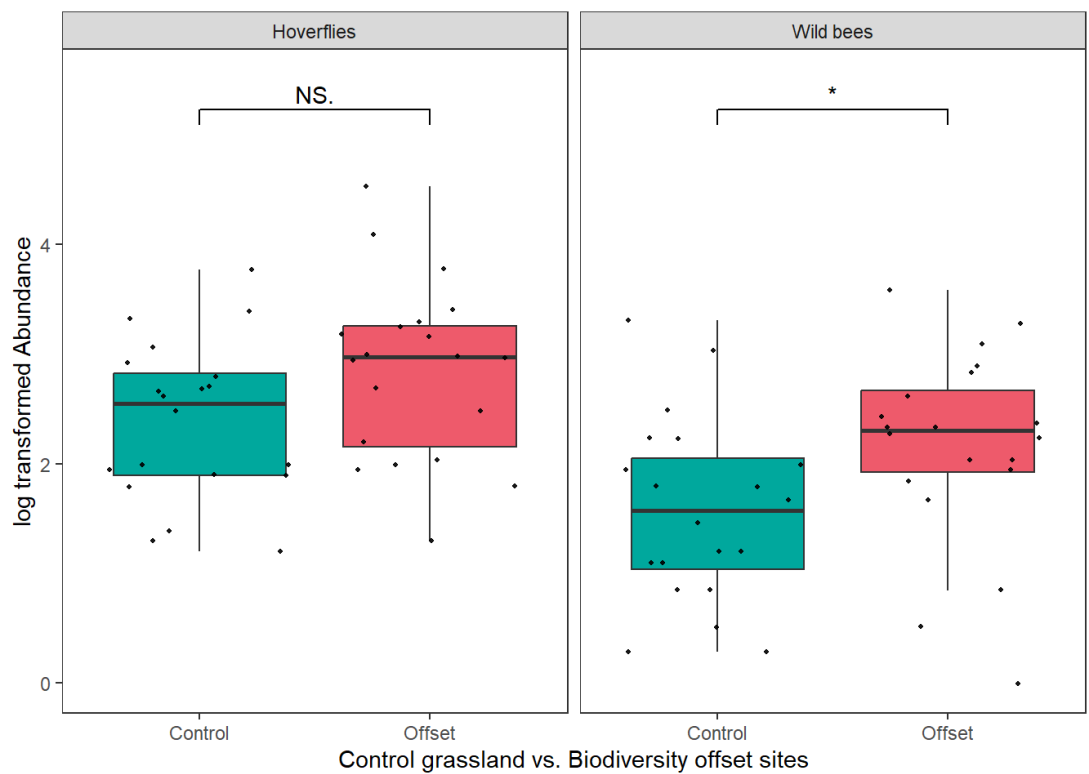 Hoverflies
Wild bees
NS.
*
log transformed Abundance
4
2
0
Control
Offset
Control
Offset
Control grassland vs. Biodiversity offset sites